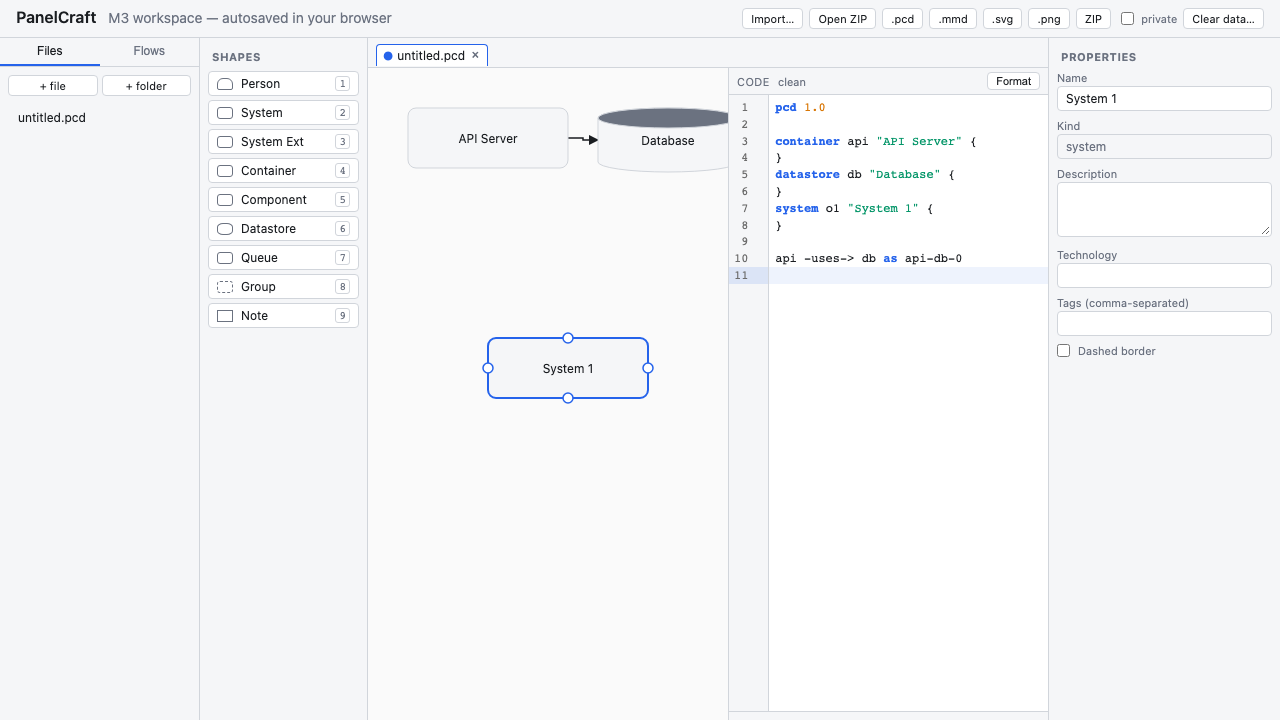 PanelCraft M3 workspace — autosaved in your browser
Import... Open ZIP .pcd .mmd .svg .png ZIP private Clear data...
Files Flows
+ file + folder
untitled.pcd
SHAPES
Person 1
System 2
System Ext 3
Container 4
Component 5
Datastore 6
Queue 7
Group 8
Note 9
untitled.pcd ×
API Server
Database
System 1
CODE clean Format
1 pcd 1.0
2
3 container api "API Server" {
4 }
5 datastore db "Database" {
6 }
7 system o1 "System 1" {
8 }
9
10 api -uses-> db as api-db-0
11
PROPERTIES
Name
System 1
Kind
system
Description
Technology
Tags (comma-separated)
Dashed border